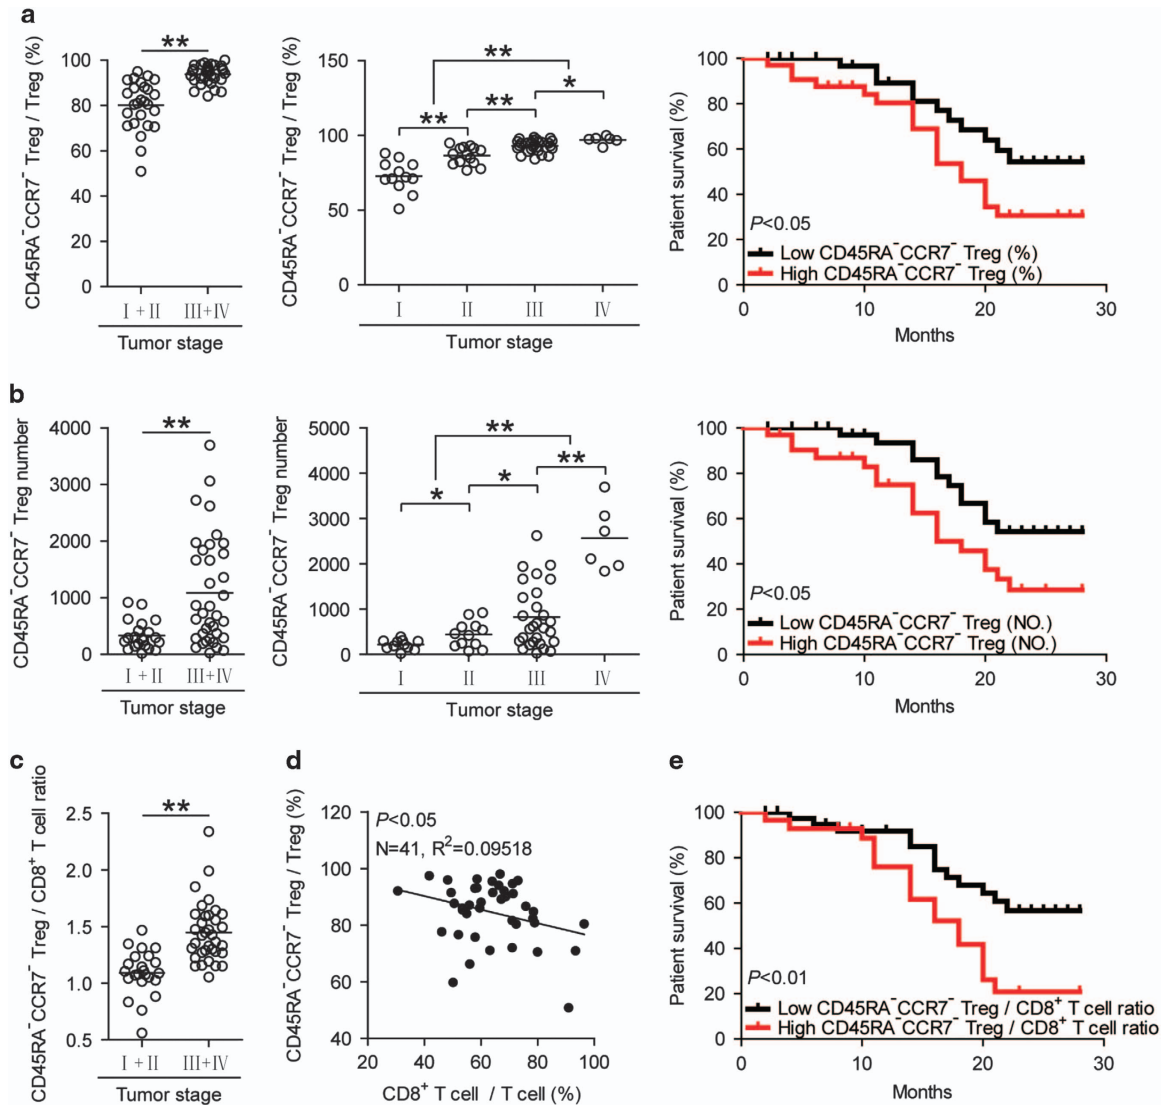 a
CD45RA⁻CCR7⁻ Treg / Treg (%)
100
80
60
40
20
0
**
I + II
III+IV
Tumor stage
CD45RA⁻CCR7⁻ Treg / Treg (%)
150
100
50
0
**
**
**
*
I
II
III
IV
Tumor stage
Patient survival (%)
100
80
60
40
20
0
P<0.05
Low CD45RA⁻CCR7⁻ Treg (%)
High CD45RA⁻CCR7⁻ Treg (%)
0
10
20
30
Months
b
CD45RA⁻CCR7⁻ Treg number
4000
3000
2000
1000
0
**
I + II
III+IV
Tumor stage
CD45RA⁻CCR7⁻ Treg number
5000
4000
3000
2000
1000
0
**
*
*
**
I
II
III
IV
Tumor stage
Patient survival (%)
100
80
60
40
20
0
P<0.05
Low CD45RA⁻CCR7⁻ Treg (NO.)
High CD45RA⁻CCR7⁻ Treg (NO.)
0
10
20
30
Months
c
CD45RA⁻CCR7⁻ Treg / CD8⁺ T cell ratio
2.5
2.0
1.5
1.0
0.5
**
I + II
III+IV
Tumor stage
d
CD45RA⁻CCR7⁻ Treg / Treg (%)
120
100
80
60
40
P<0.05
N=41, R²=0.09518
20
40
60
80
100
CD8⁺ T cell / T cell (%)
e
Patient survival (%)
100
80
60
40
20
0
P<0.01
Low CD45RA⁻CCR7⁻ Treg / CD8⁺ T cell ratio
High CD45RA⁻CCR7⁻ Treg / CD8⁺ T cell ratio
0
10
20
30
Months